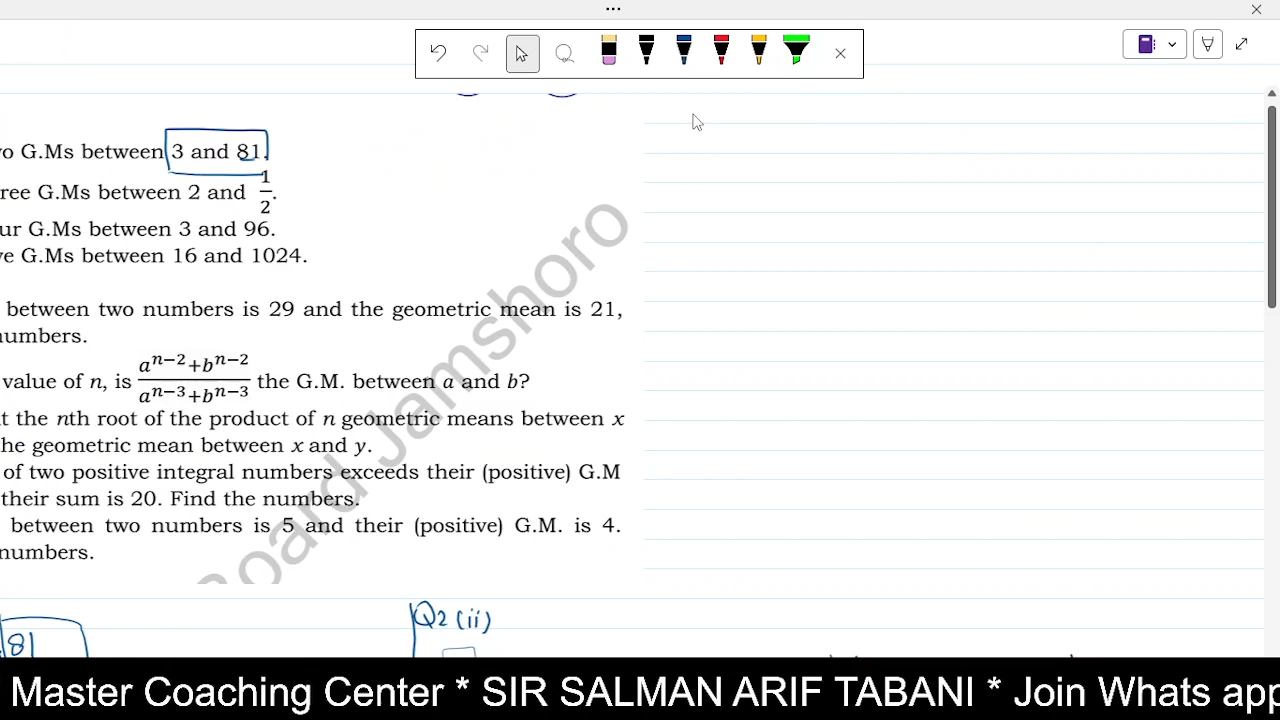 ...
vo G.Ms between 3 and 81.
ree G.Ms between 2 and 1/2.
ur G.Ms between 3 and 96.
ve G.Ms between 16 and 1024.
between two numbers is 29 and the geometric mean is 21,
numbers.
value of n, is (a^{n−2}+b^{n−2})/(a^{n−3}+b^{n−3}) the G.M. between a and b?
t the nth root of the product of n geometric means between x
he geometric mean between x and y.
of two positive integral numbers exceeds their (positive) G.M
their sum is 20. Find the numbers.
between two numbers is 5 and their (positive) G.M. is 4.
numbers.
Board Jamshoro
Q2 (ii)
81
Master Coaching Center * SIR SALMAN ARIF TABANI * Join Whats app